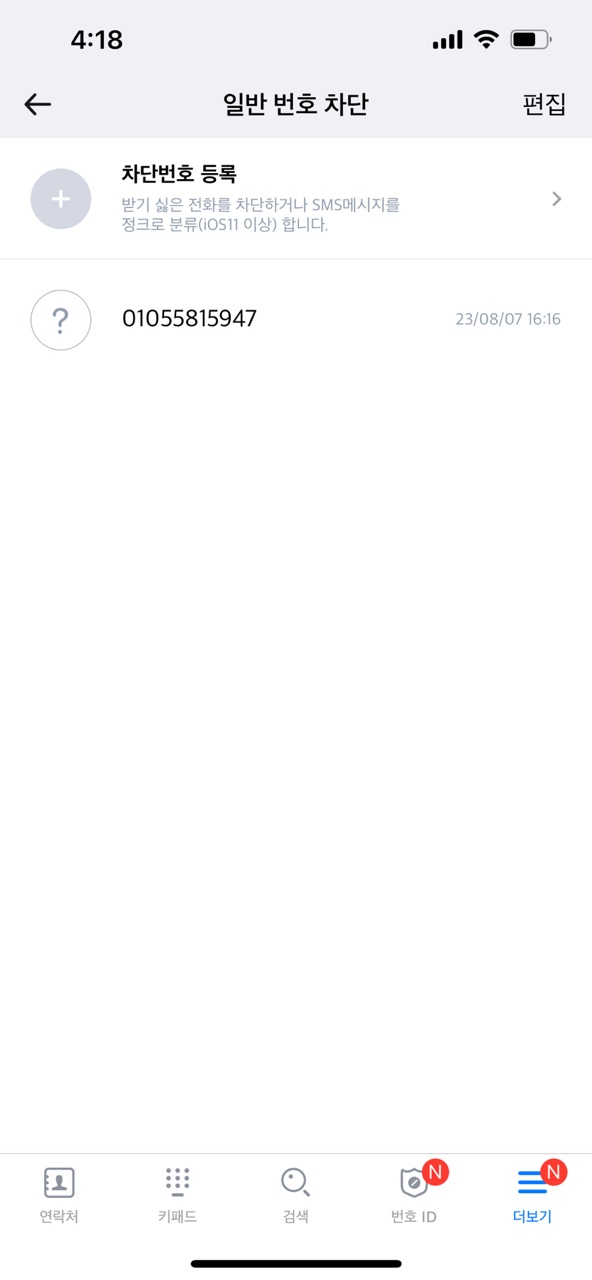 4:18
일반 번호 차단
편집
차단번호 등록
받기 싫은 전화를 차단하거나 SMS메시지를
정크로 분류(iOS11 이상) 합니다.
?
01055815947
23/08/07 16:16
N
N
연락처
키패드
검색
번호 ID
더보기